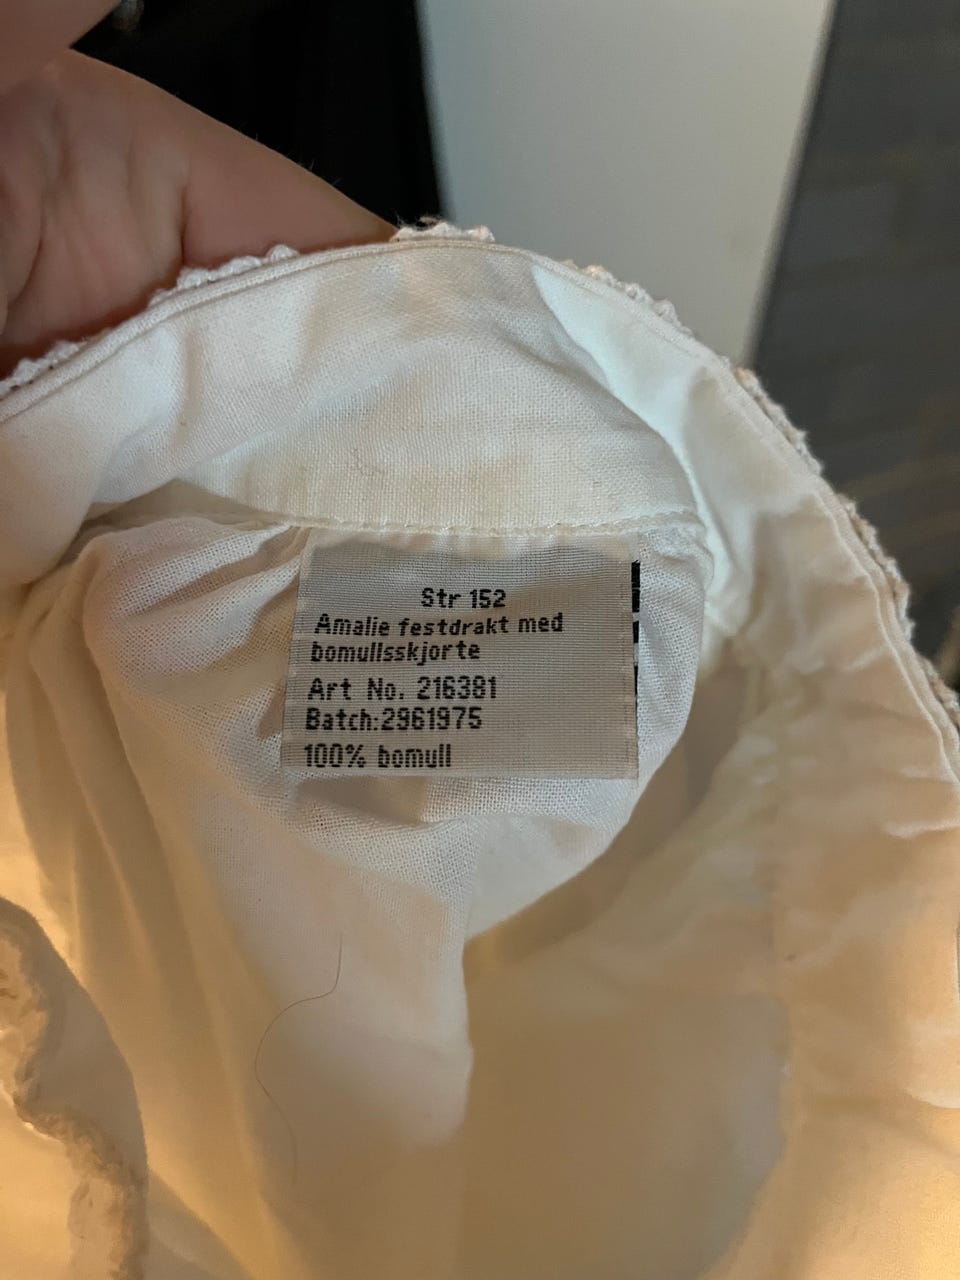 Str 152
Amalie festdrakt med
bomullsskjorte
Art No. 216381
Batch:2961975
100% bomull